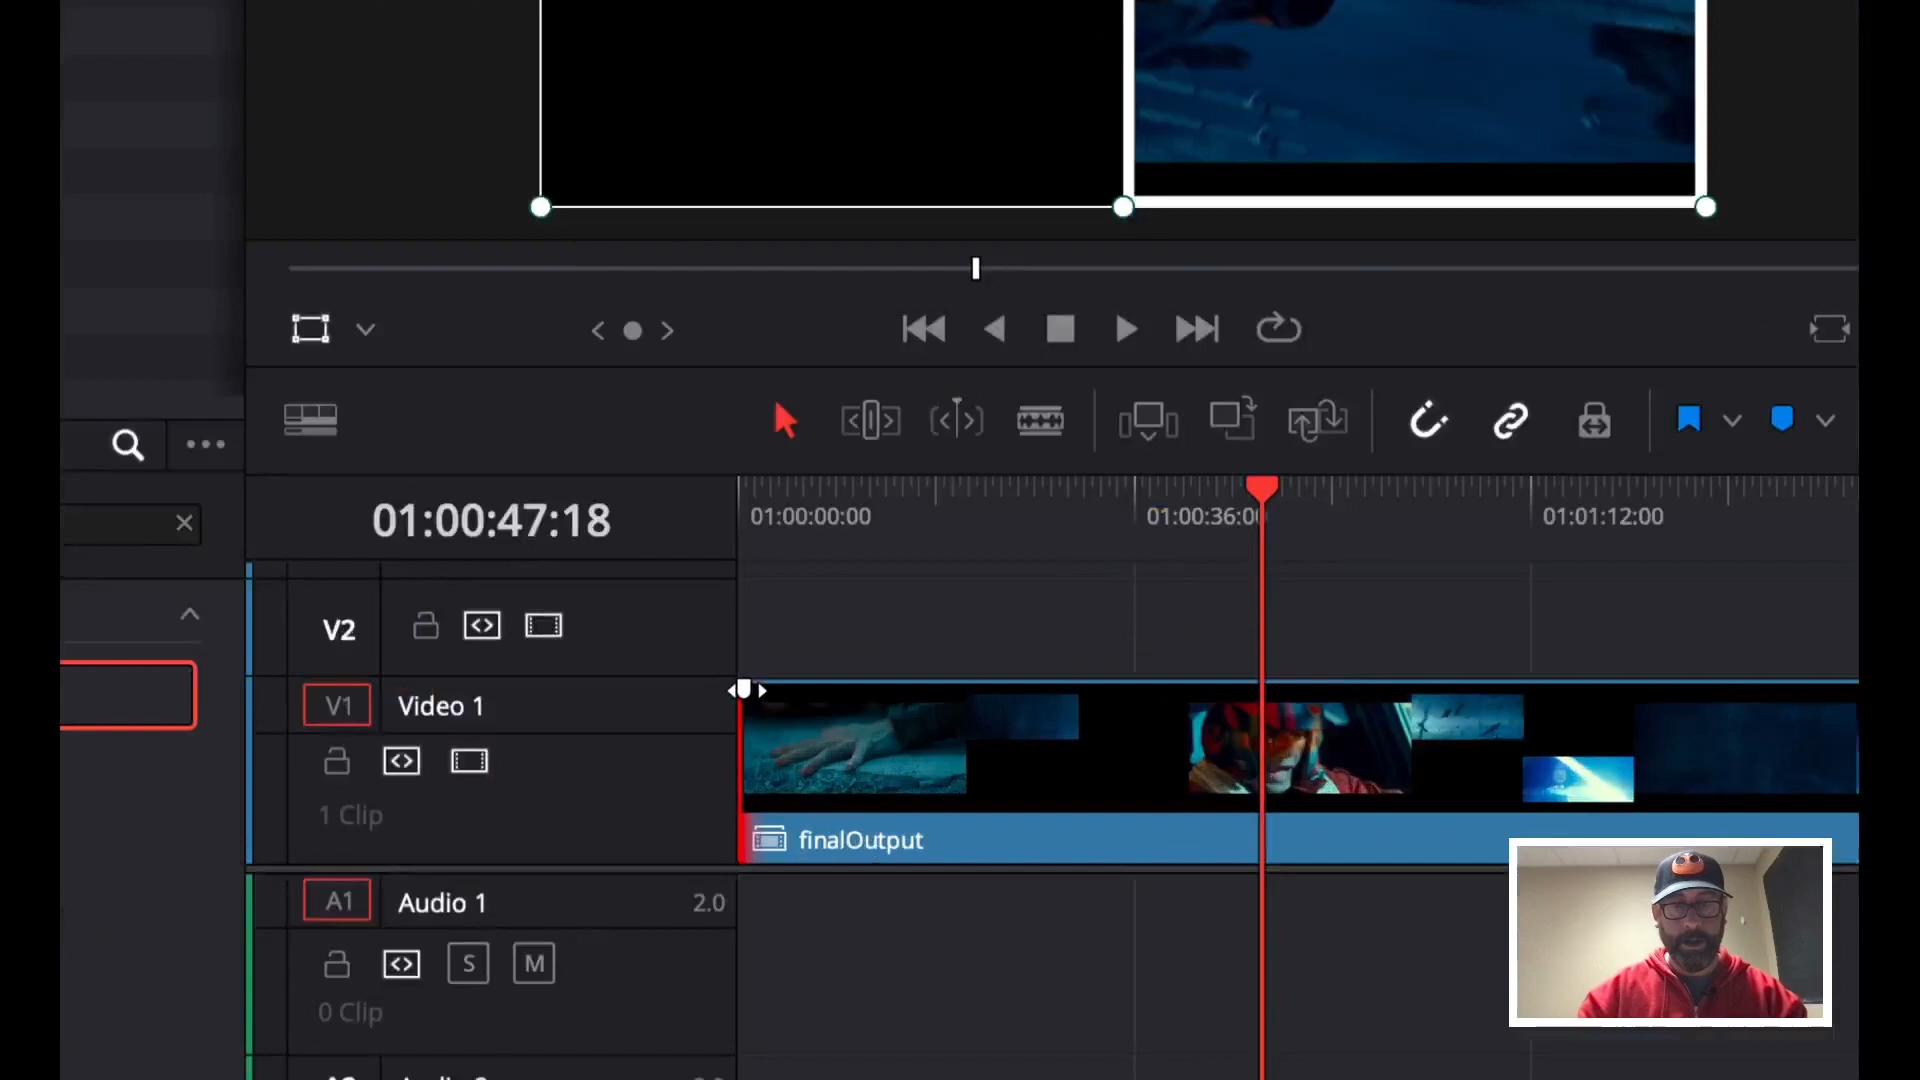 01:00:47:18
01:00:00:00
01:00:36:00
01:01:12:00
V2
V1
Video 1
1 Clip
finalOutput
A1
Audio 1
2.0
S
M
0 Clip